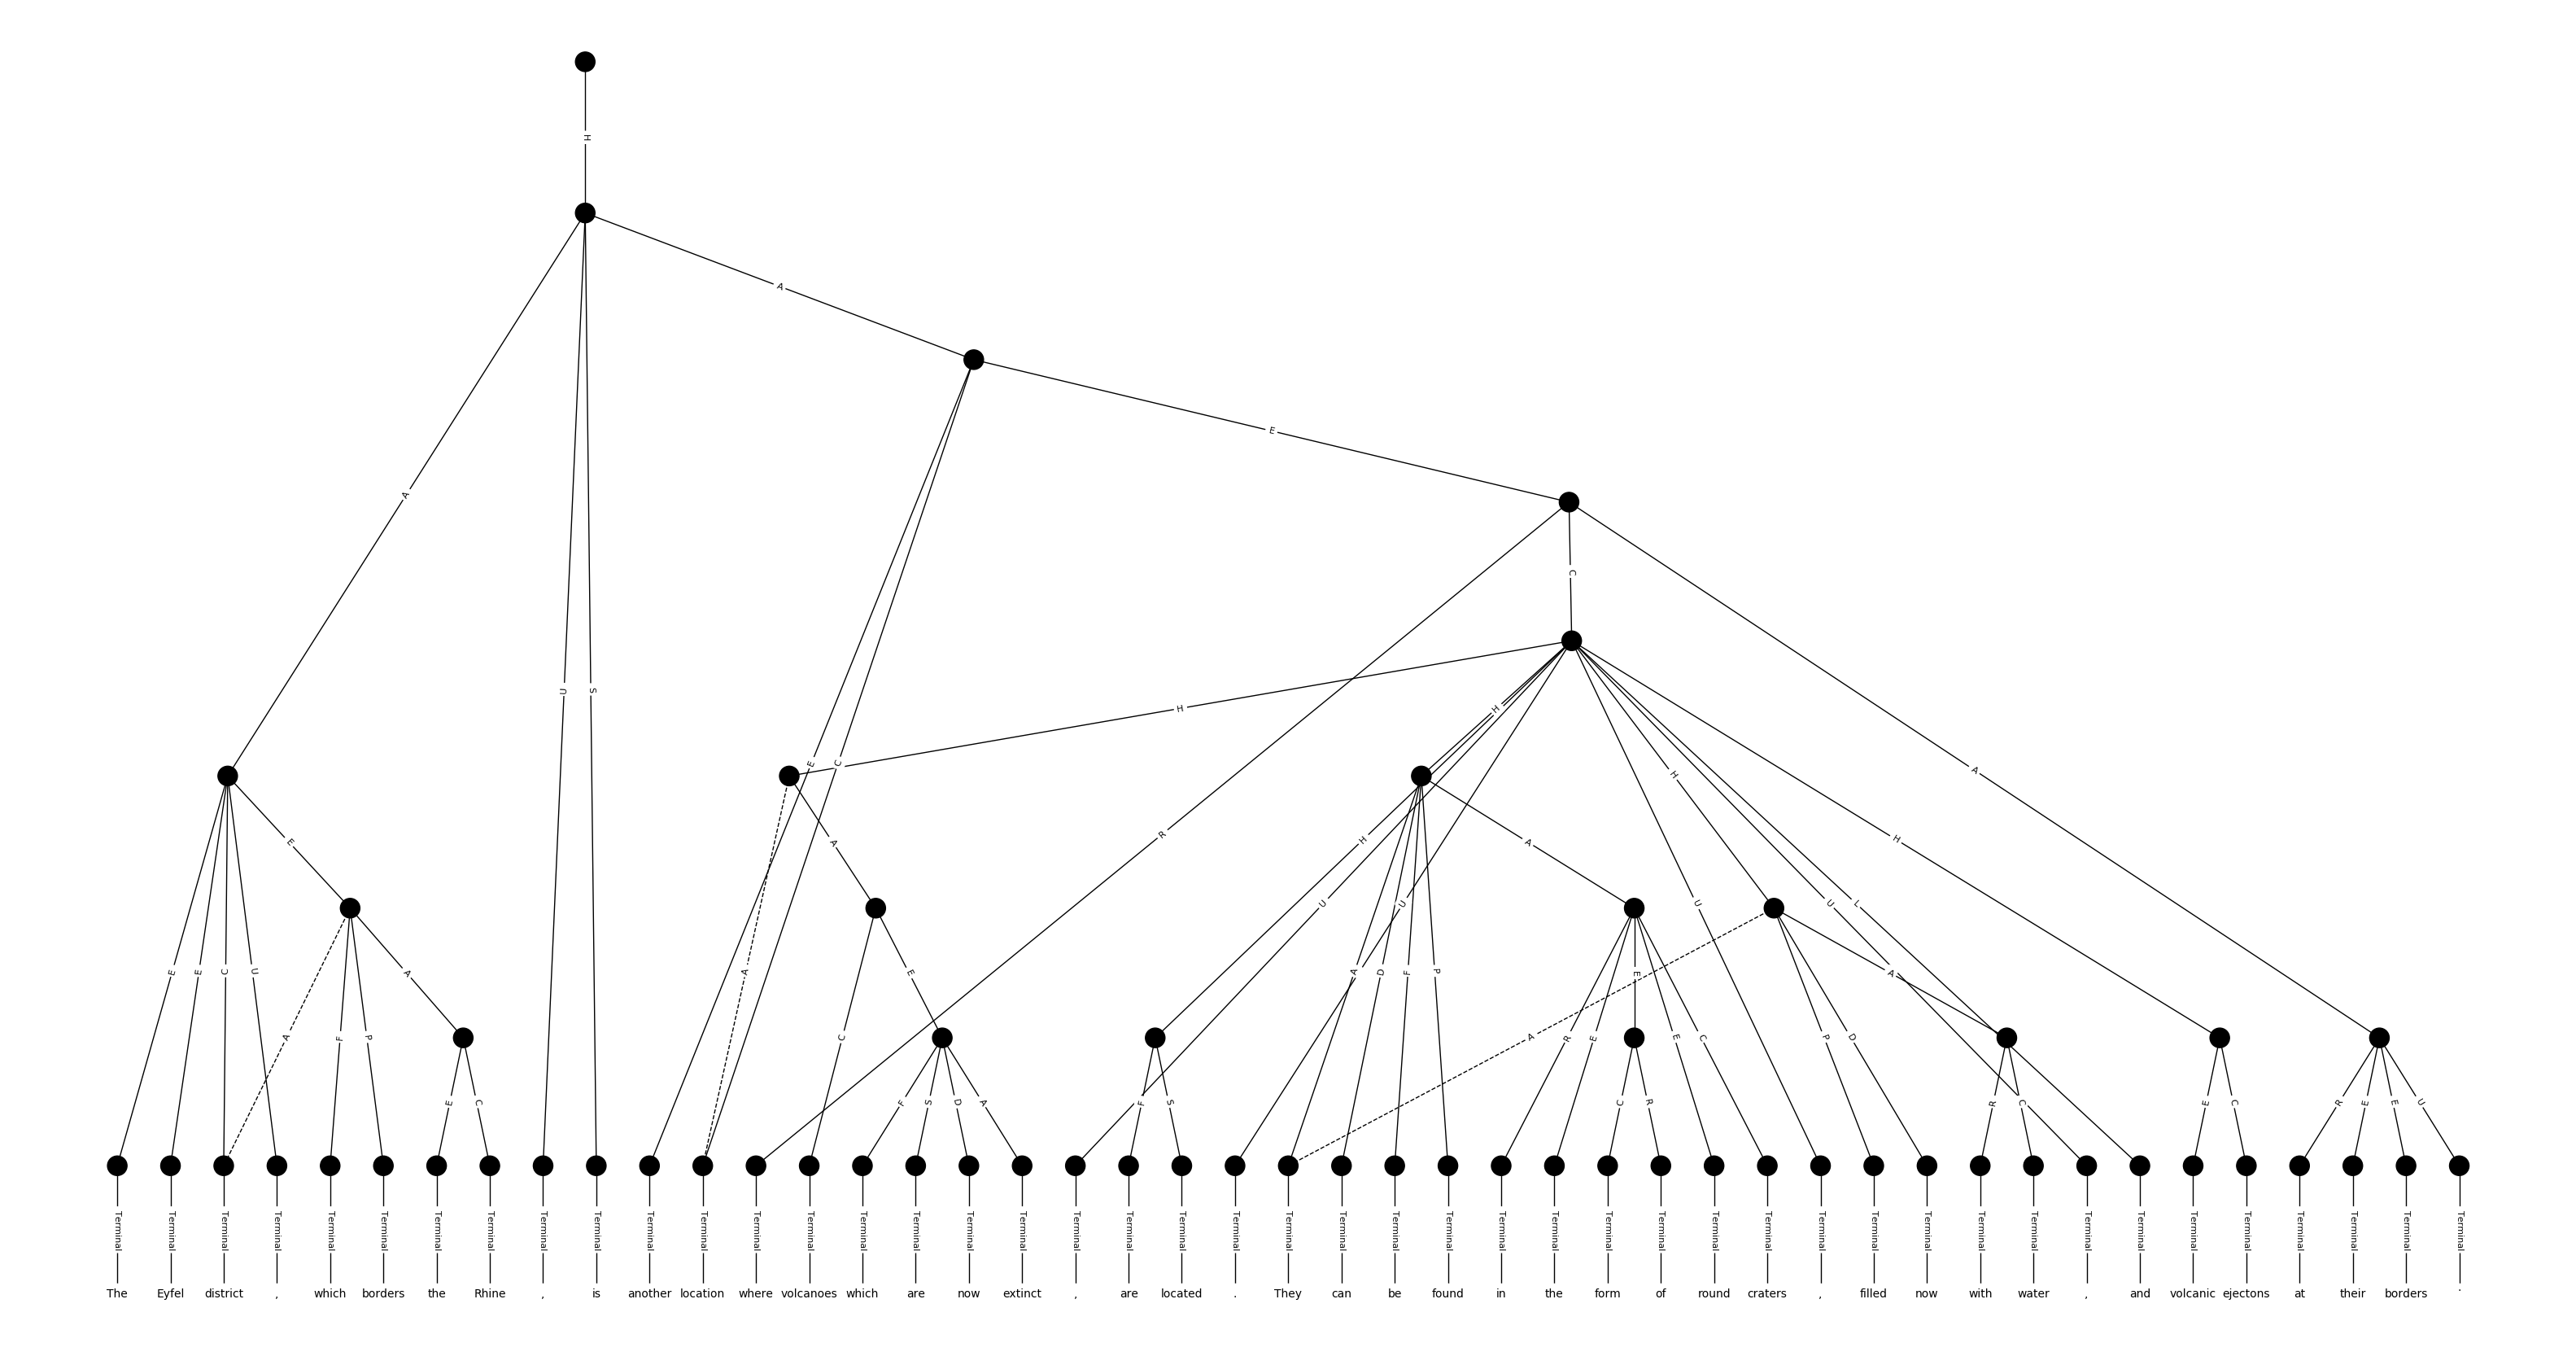 H
A
E
C
A
H
H
U
S
E
C
H
R
A
E
A
A
H
H
U
U
U
U
L
E
E
C
U
A
A
E
A
D
F
P
E
A
A
F
P
C
A
R
E
E
C
P
D
E
C
F
S
D
A
F
S
C
R
R
C
E
C
R
E
E
U
Terminal Terminal Terminal Terminal Terminal Terminal Terminal Terminal Terminal Terminal Terminal Terminal Terminal Terminal Terminal Terminal Terminal Terminal Terminal Terminal Terminal Terminal Terminal Terminal Terminal Terminal Terminal Terminal Terminal Terminal Terminal Terminal Terminal Terminal Terminal Terminal Terminal Terminal Terminal Terminal Terminal Terminal Terminal Terminal Terminal
The Eyfel district , which borders the Rhine , is another location where volcanoes which are now extinct , are located . They can be found in the form of round craters , filled now with water , and volcanic ejectons at their borders .